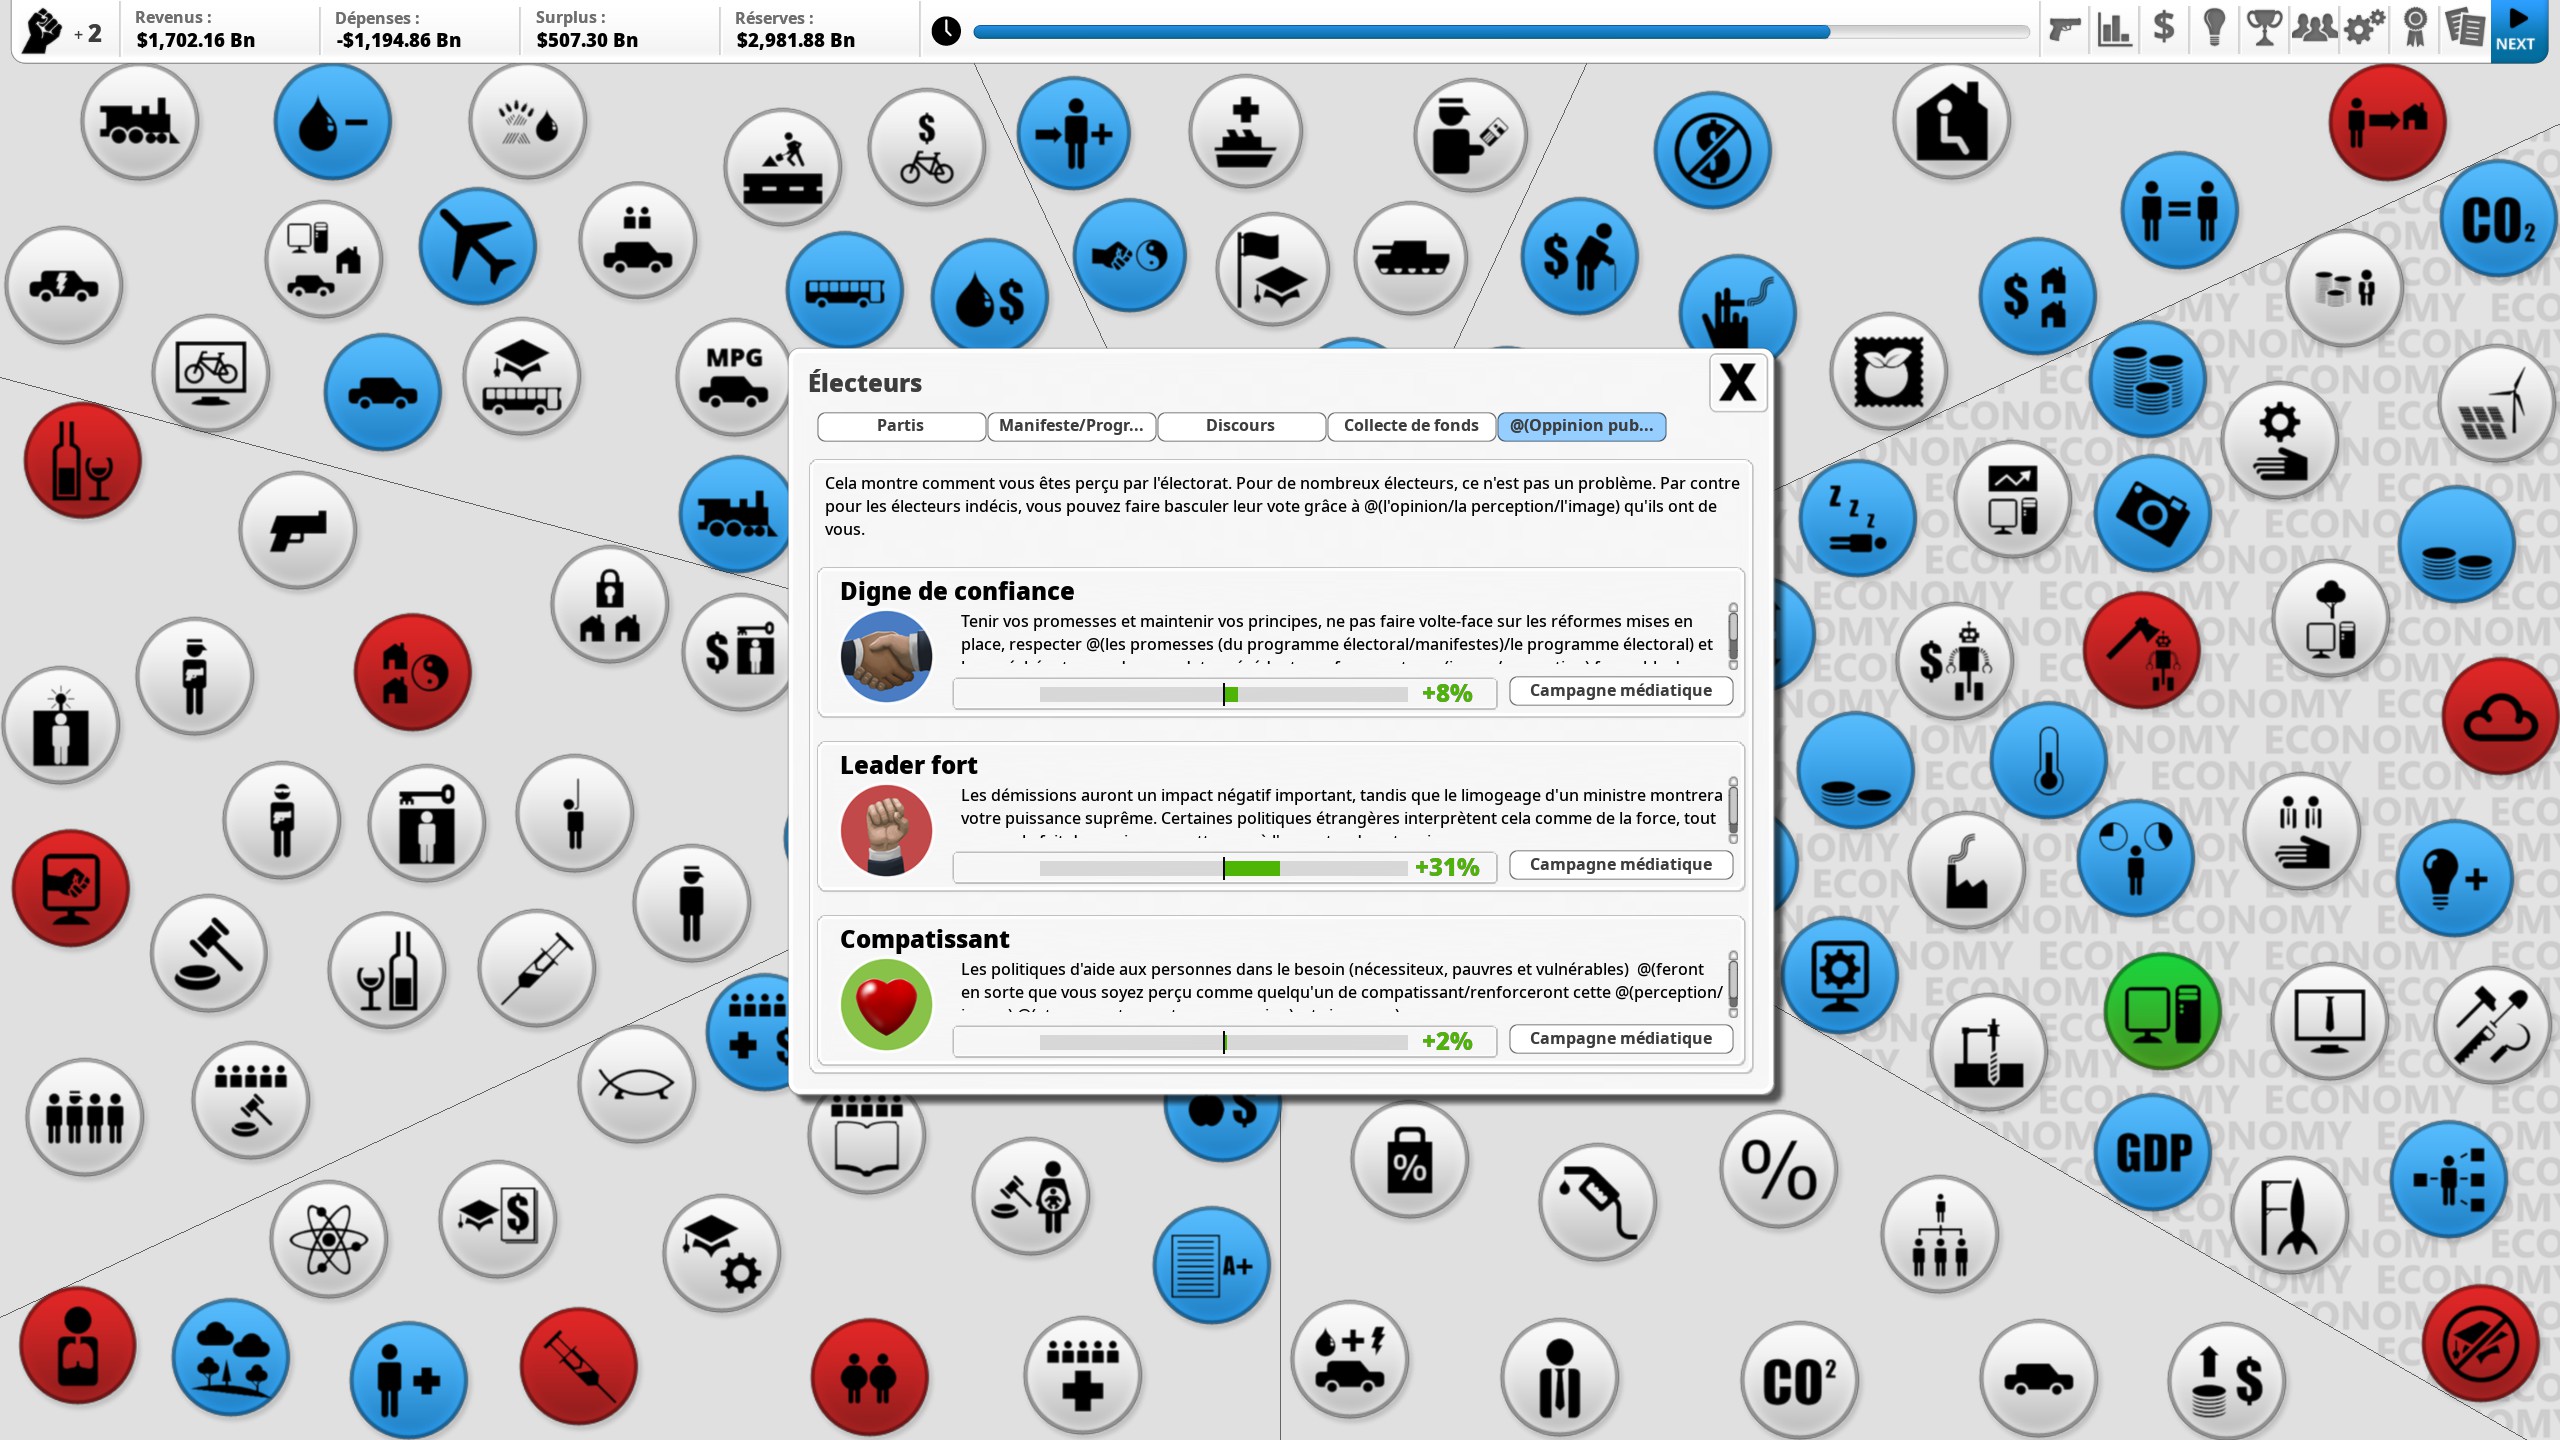 Revenus :
$1,702.16 Bn
Dépenses :
-$1,194.86 Bn
Surplus :
$507.30 Bn
Réserves :
$2,981.88 Bn
+ 2
NEXT
CO2
MPG
Électeurs
X
Partis
Manifeste/Progr...
Discours
Collecte de fonds
@(Oppinion pub...
Cela montre comment vous êtes perçu par l'électorat. Pour de nombreux électeurs, ce n'est pas un problème. Par contre
pour les électeurs indécis, vous pouvez faire basculer leur vote grâce à @(l'opinion/la perception/l'image) qu'ils ont de
vous.
Digne de confiance
Tenir vos promesses et maintenir vos principes, ne pas faire volte-face sur les réformes mises en
place, respecter @(les promesses (du programme électoral/manifestes)/le programme électoral) et
+8%
Campagne médiatique
Leader fort
Les démissions auront un impact négatif important, tandis que le limogeage d'un ministre montrera
votre puissance suprême. Certaines politiques étrangères interprètent cela comme de la force, tout
+31%
Campagne médiatique
Compatissant
Les politiques d'aide aux personnes dans le besoin (nécessiteux, pauvres et vulnérables)  @(feront
en sorte que vous soyez perçu comme quelqu'un de compatissant/renforceront cette @(perception/
+2%
Campagne médiatique
ECONOMY
GDP
A+
%
%
CO²